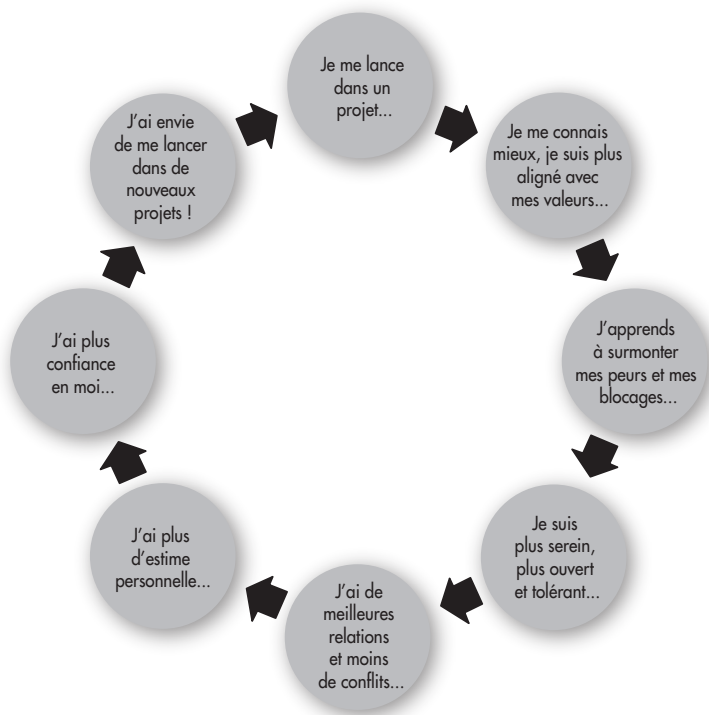 Je me lance
dans un
projet...
Je me connais
mieux, je suis plus
aligné avec
mes valeurs...
J'apprends
à surmonter
mes peurs et mes
blocages...
Je suis
plus serein,
plus ouvert
et tolérant...
J'ai de
meilleures
relations
et moins
de conflits...
J'ai plus
d'estime
personnelle...
J'ai plus
confiance
en moi...
J'ai envie
de me lancer
dans de
nouveaux
projets !